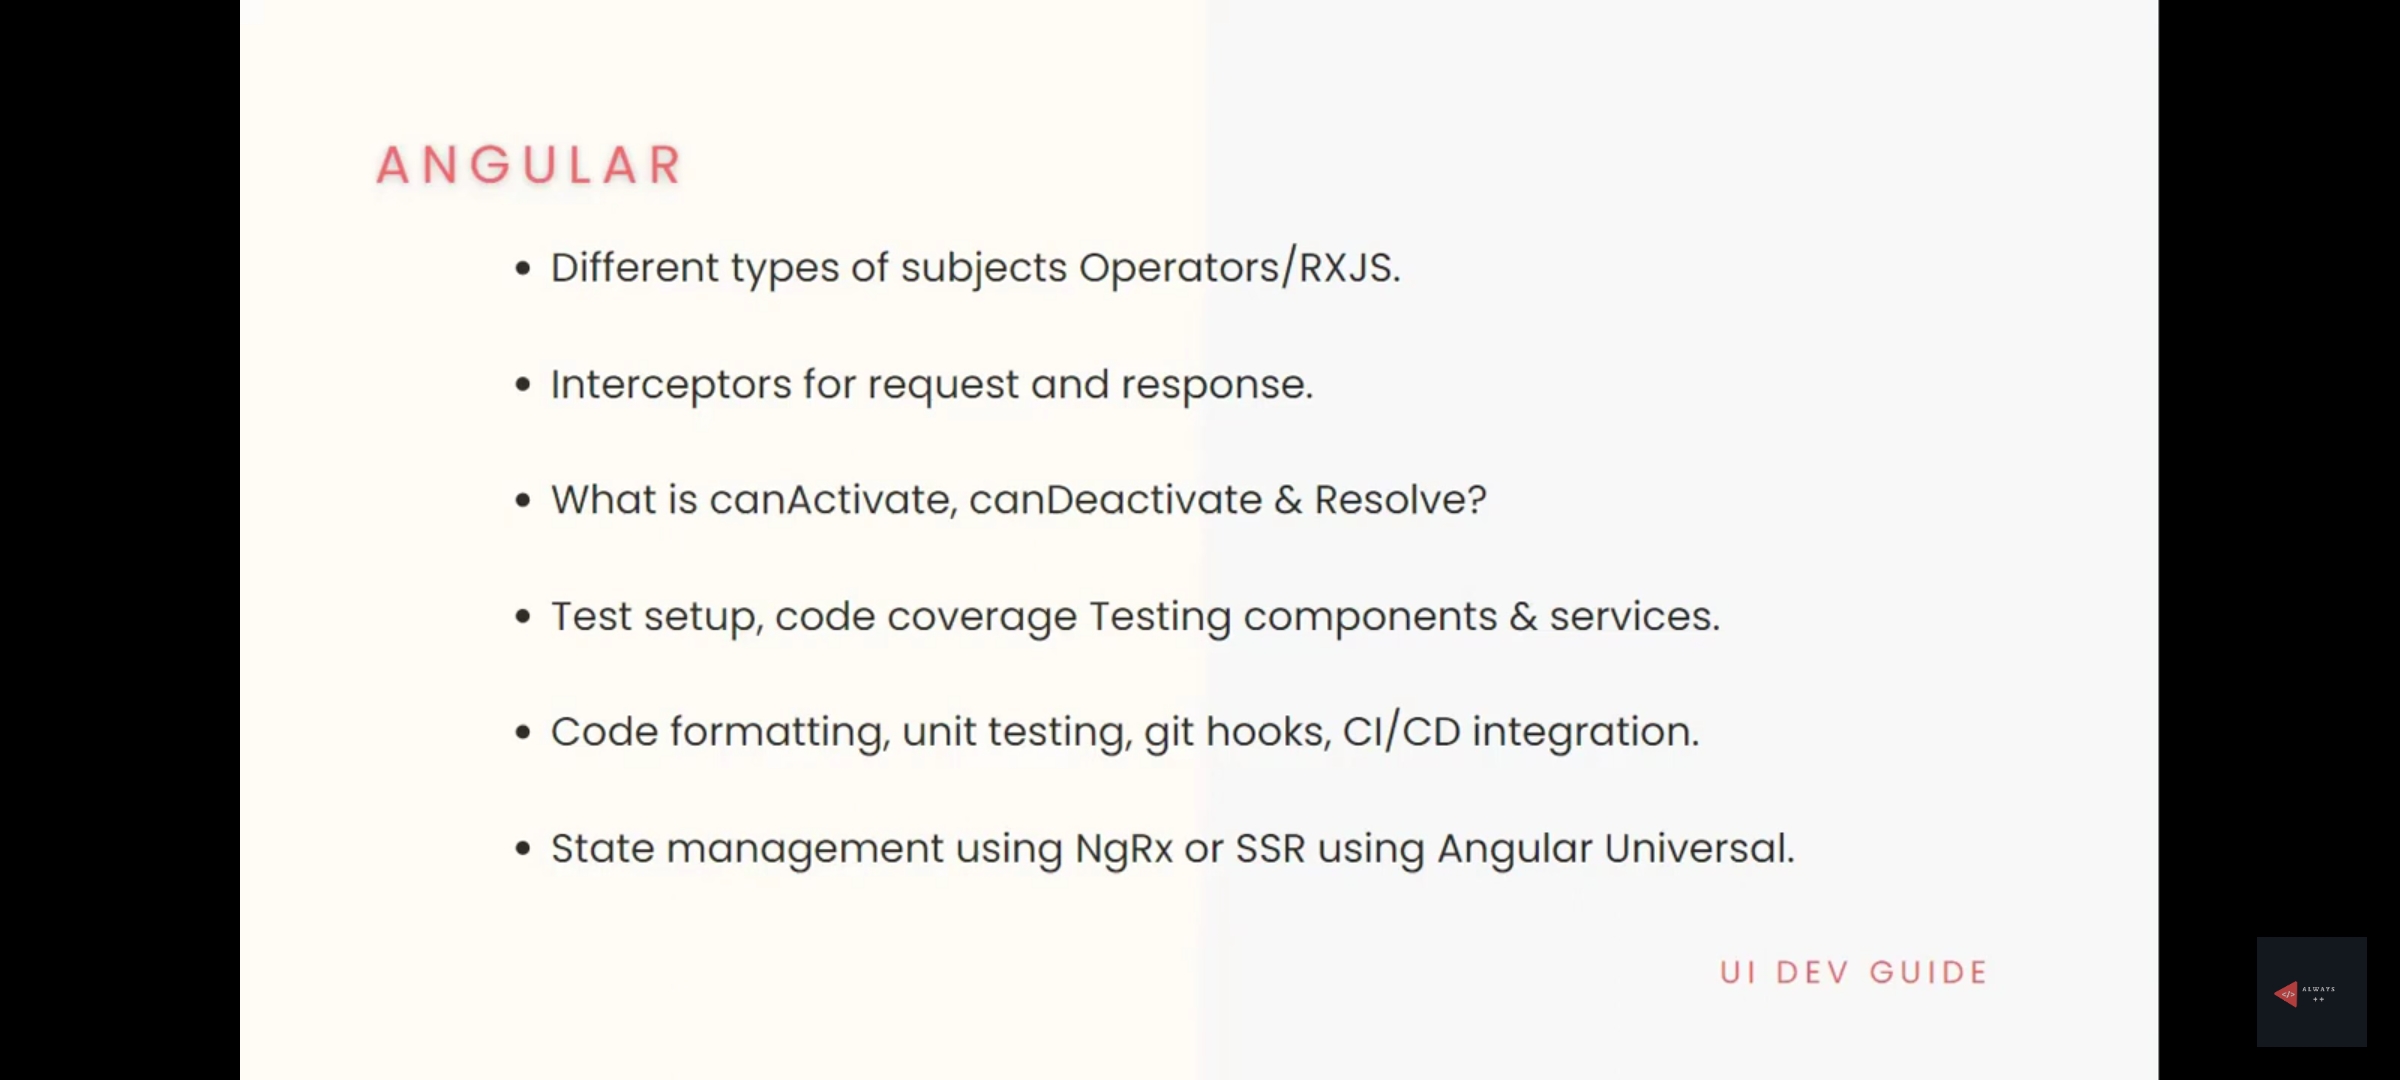 ANGULAR
Different types of subjects Operators/RXJS.
Interceptors for request and response.
What is canActivate, canDeactivate & Resolve?
Test setup, code coverage Testing components & services.
Code formatting, unit testing, git hooks, CI/CD integration.
State management using NgRx or SSR using Angular Universal.
UI DEV GUIDE
</> ALWAYS
++